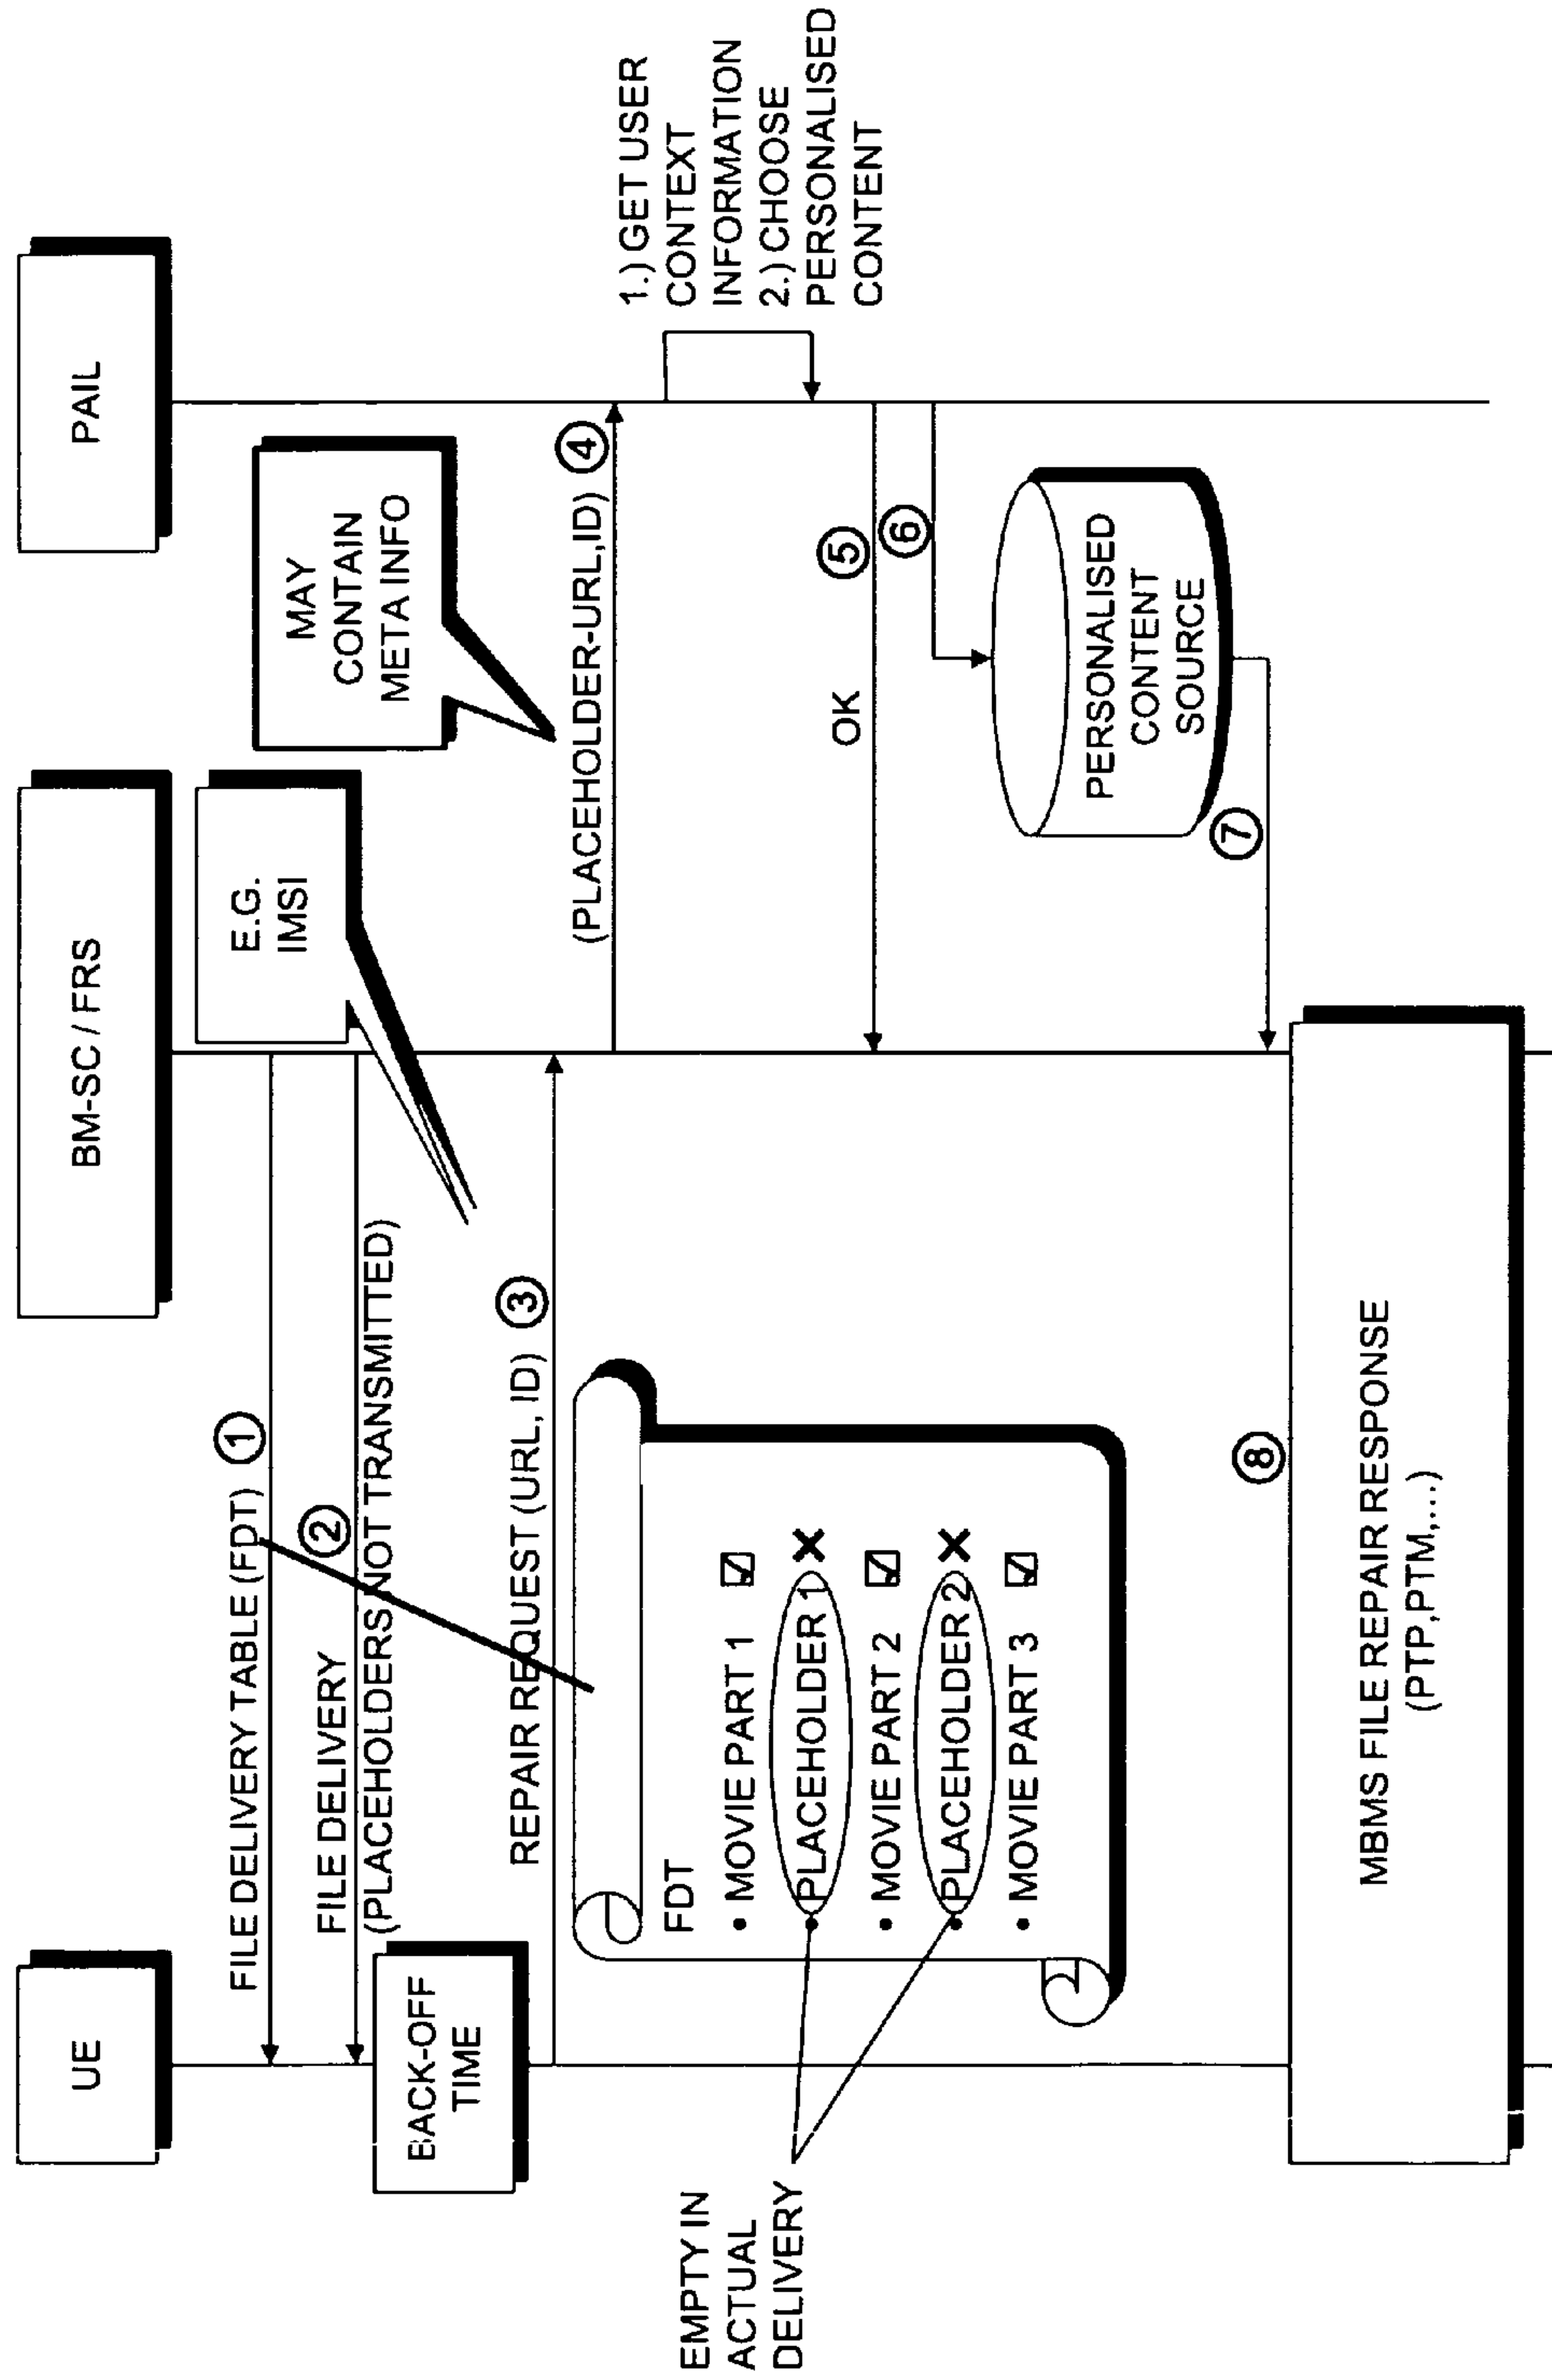 UE
BM-SC / FRS
PAIL
FILE DELIVERY TABLE (FDT) ①
②
FILE DELIVERY
(PLACEHOLDERS NOT TRANSMITTED)
E.G.
IMSI
MAY
CONTAIN
META INFO
BACK-OFF
TIME
REPAIR REQUEST (URL, ID) ③
(PLACEHOLDER-URL,ID) ④
1.) GET USER
CONTEXT
INFORMATION
2.) CHOOSE
PERSONALISED
CONTENT
EMPTY IN
ACTUAL
DELIVERY
FDT
• MOVIE PART 1 ☑
• PLACEHOLDER 1 ✕
• MOVIE PART 2 ☑
• PLACEHOLDER 2 ✕
• MOVIE PART 3 ☑
OK ⑤
⑥
PERSONALISED
CONTENT
SOURCE
⑦
⑧
MBMS FILE REPAIR RESPONSE
(PTP,PTM,...)